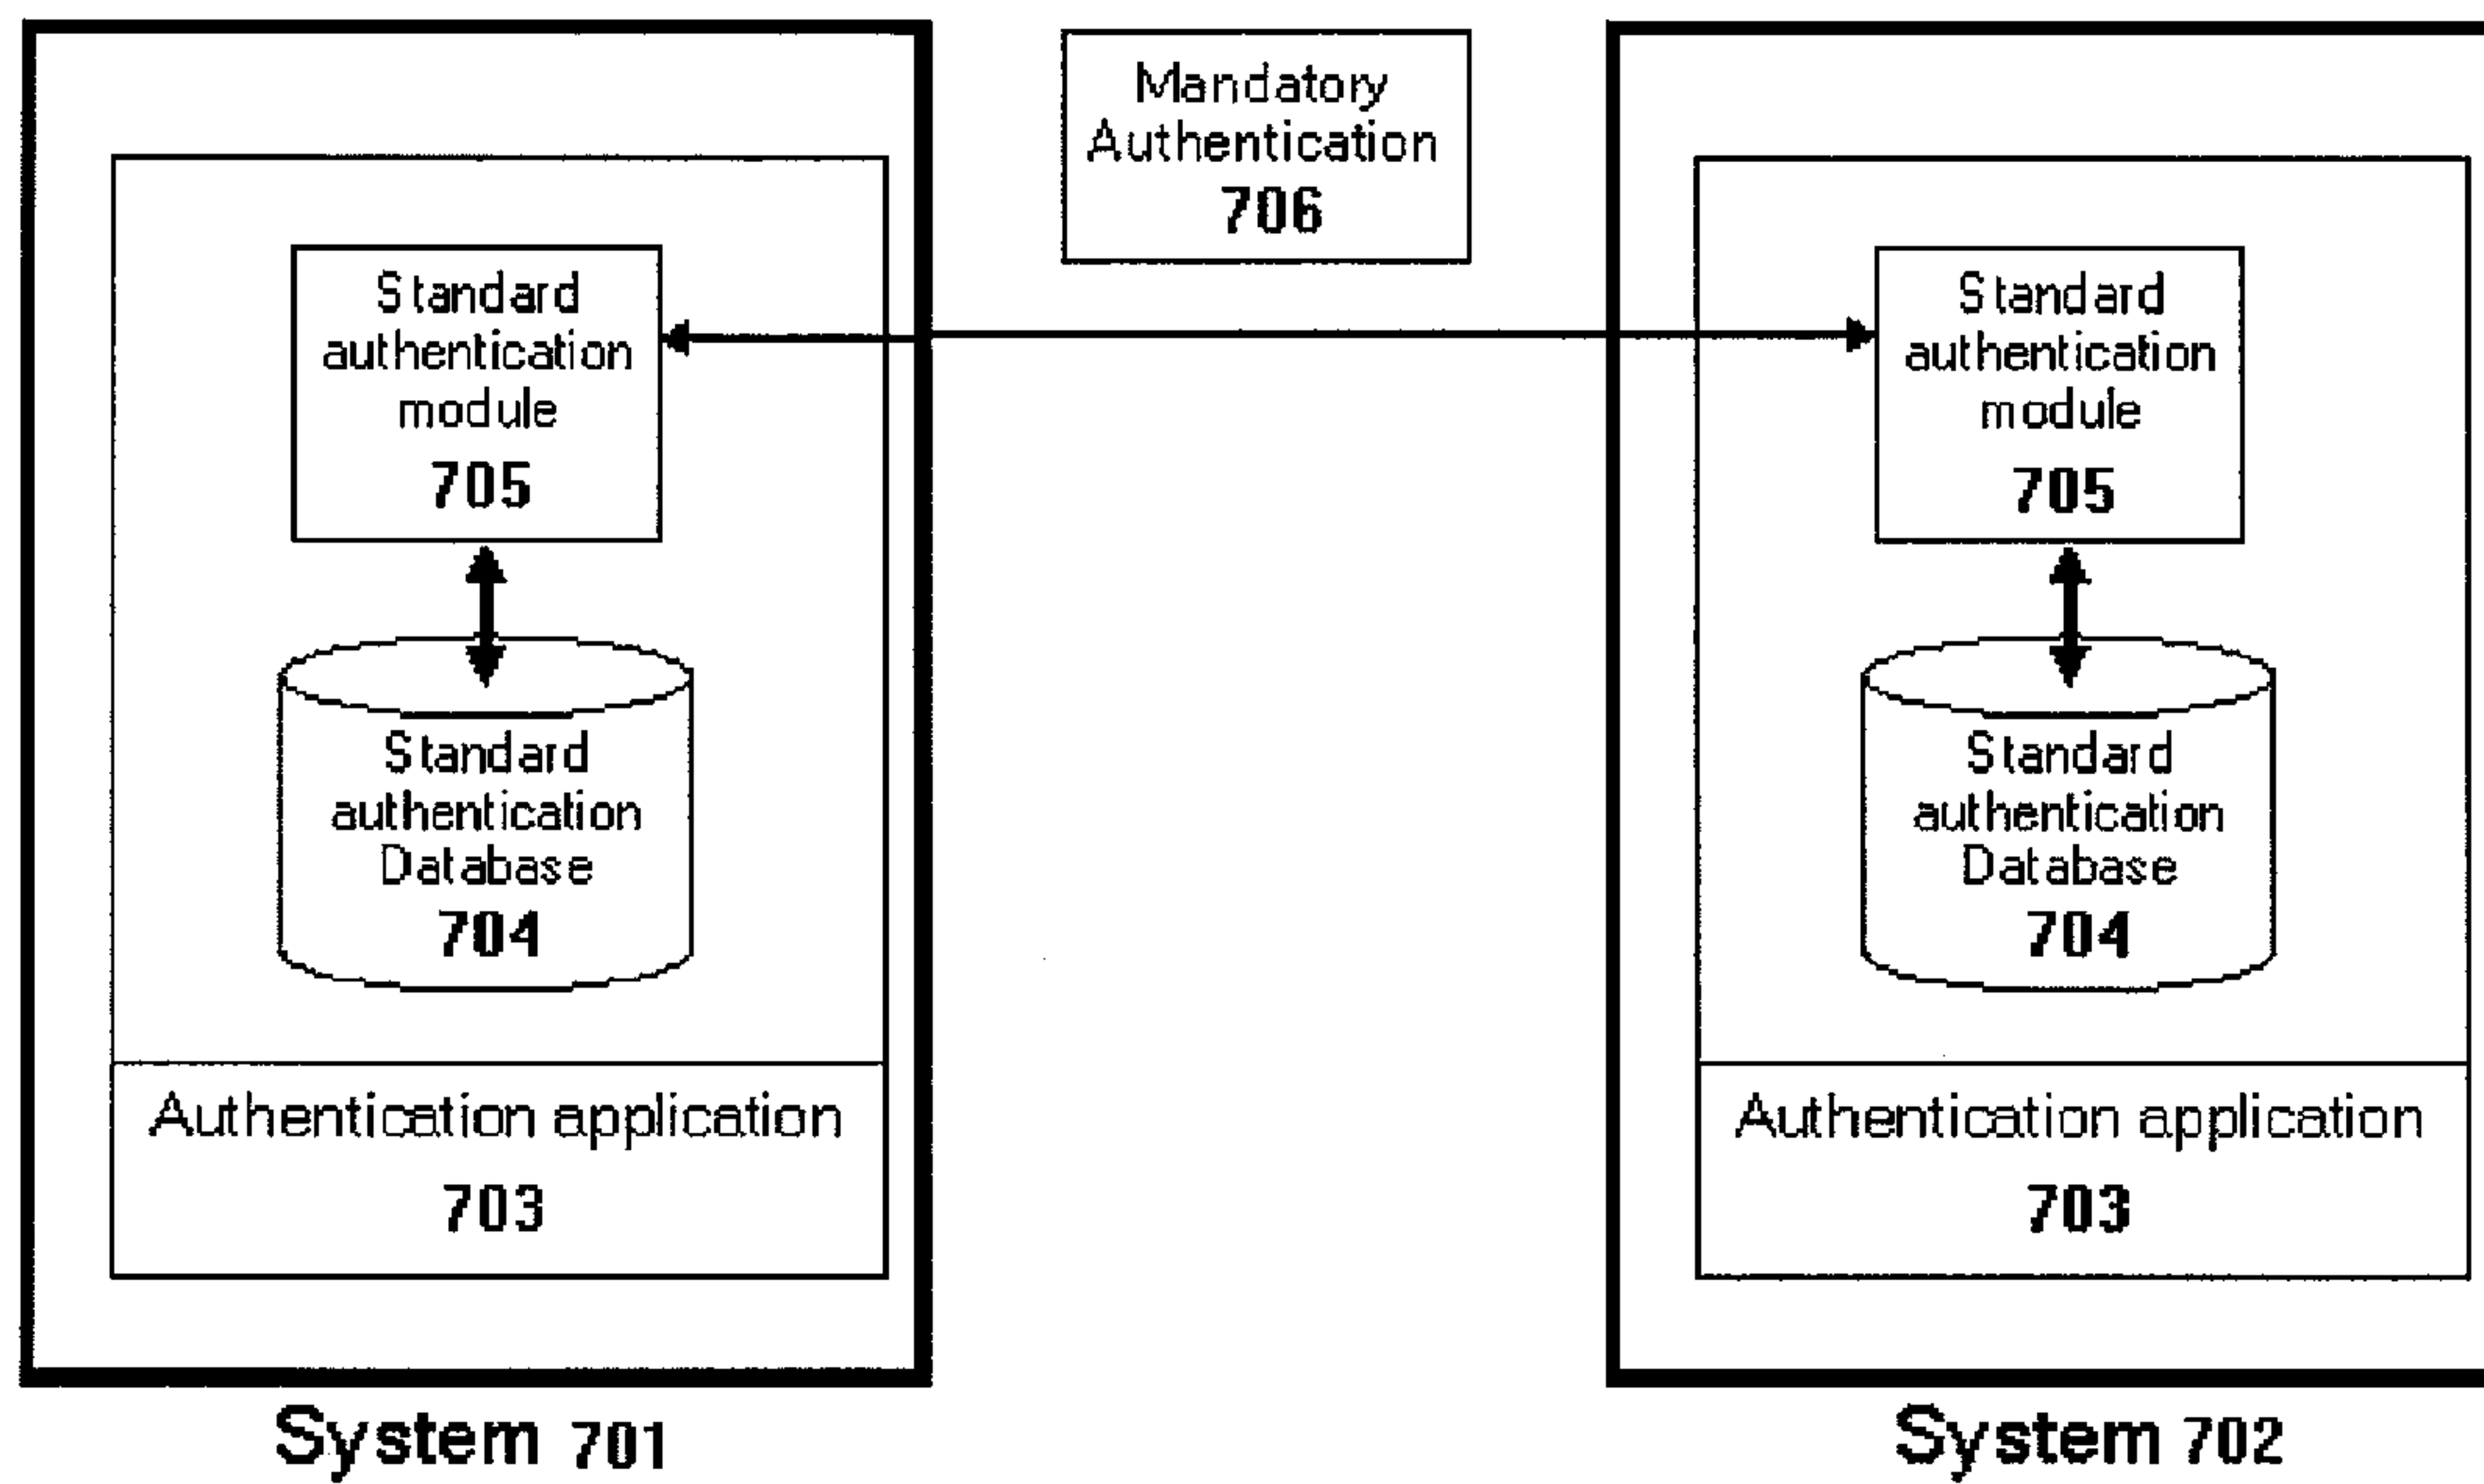 Mandatory
Authentication
706
Standard
authentication
module
705
Standard
authentication
Database
704
Authentication application
703
System 701
Standard
authentication
module
705
Standard
authentication
Database
704
Authentication application
703
System 702